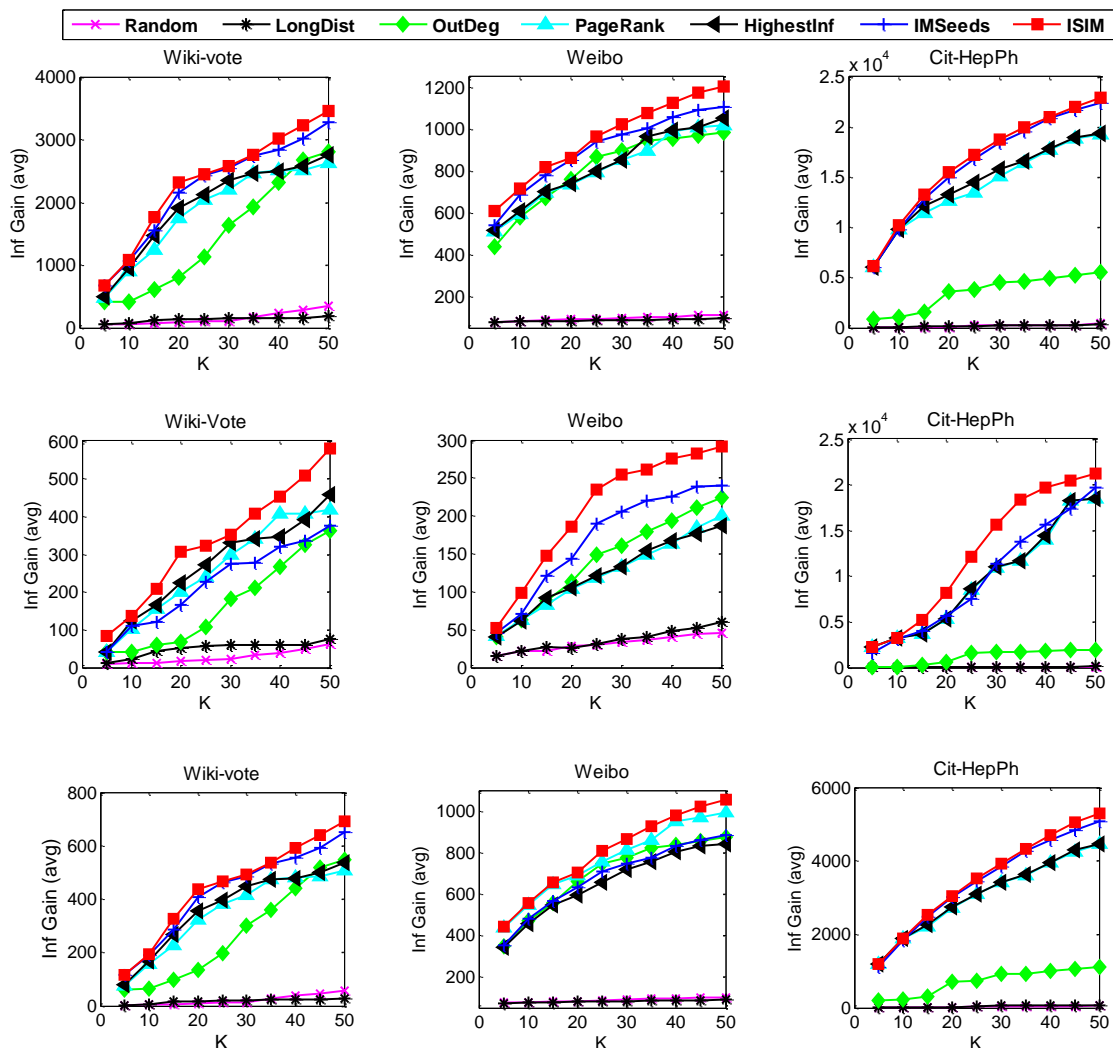 Random LongDist OutDeg PageRank HighestInf IMSeeds ISIM
Wiki-vote
Inf Gain (avg)
4000
3000
2000
1000
0
0 10 20 30 40 50
K
Weibo
Inf Gain (avg)
1200
1000
800
600
400
200
0 10 20 30 40 50
K
Cit-HepPh
x 10^4
Inf Gain (avg)
2.5
2
1.5
1
0.5
0
0 10 20 30 40 50
K
Wiki-Vote
Inf Gain (avg)
600
500
400
300
200
100
0
0 10 20 30 40 50
K
Weibo
Inf Gain (avg)
300
250
200
150
100
50
0
0 10 20 30 40 50
K
Cit-HepPh
x 10^4
Inf Gain (avg)
2.5
2
1.5
1
0.5
0
0 10 20 30 40 50
K
Wiki-vote
Inf Gain (avg)
800
600
400
200
0
0 10 20 30 40 50
K
Weibo
Inf Gain (avg)
1000
800
600
400
200
0 10 20 30 40 50
K
Cit-HepPh
Inf Gain (avg)
6000
4000
2000
0
0 10 20 30 40 50
K